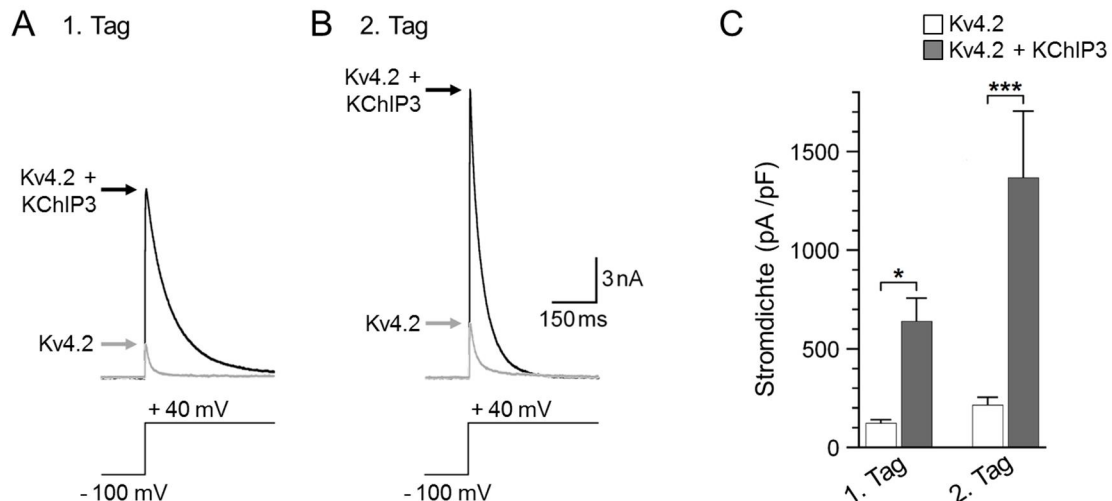 A 1. Tag
Kv4.2 +
KChIP3
Kv4.2
+ 40 mV
- 100 mV
B 2. Tag
Kv4.2 +
KChIP3
Kv4.2
3 nA
150 ms
+ 40 mV
- 100 mV
C
Kv4.2
Kv4.2 + KChIP3
Stromdichte (pA /pF)
1500
1000
500
0
*
***
1. Tag
2. Tag